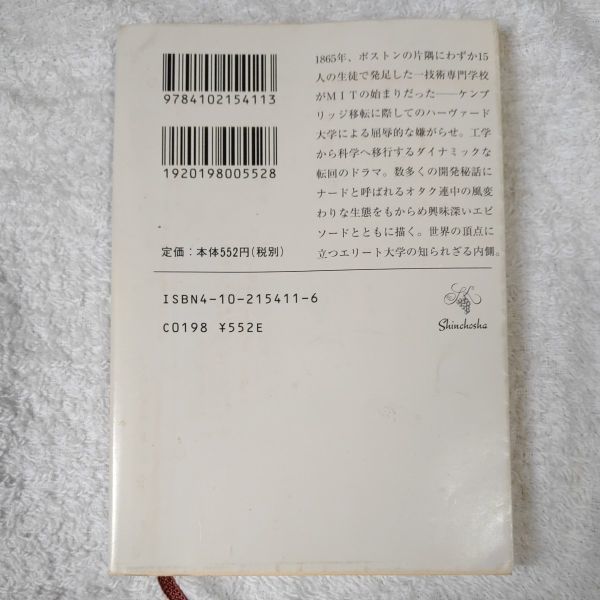 9784102154113
1920198005528
定価：本体552円（税別）
1865年、ボストンの片隅にわずか15
人の生徒で発足した一技術専門学校
がＭＩＴの始まりだった――ケンブ
リッジ移転に際してのハーヴァード
大学による屈辱的な嫌がらせ。工学
から科学へ移行するダイナミックな
転回のドラマ。数多くの開発秘話に
ナードと呼ばれるオタク連中の風変
わりな生態をもからめ興味深いエピ
ソードとともに描く。世界の頂点に
立つエリート大学の知られざる内側。
ISBN4-10-215411-6
C0198 ¥552E
Shinchosha